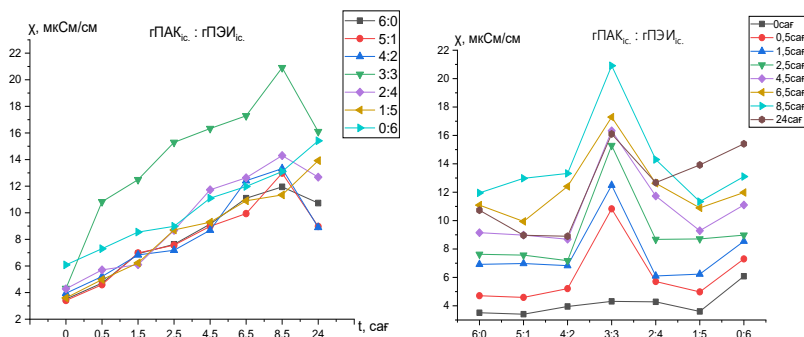 χ, мкСм/см
гПАКіс. : гПЭИіс.
6:0
5:1
4:2
3:3
2:4
1:5
0:6
22
20
18
16
14
12
10
8
6
4
2
0 0.5 1.5 2.5 4.5 6.5 8.5 24
t, сағ
χ, мкСм/см
гПАКіс. : гПЭИіс.
0сағ
0,5сағ
1,5сағ
2,5сағ
4,5сағ
6,5сағ
8,5сағ
24сағ
22
20
18
16
14
12
10
8
6
4
6:0 5:1 4:2 3:3 2:4 1:5 0:6